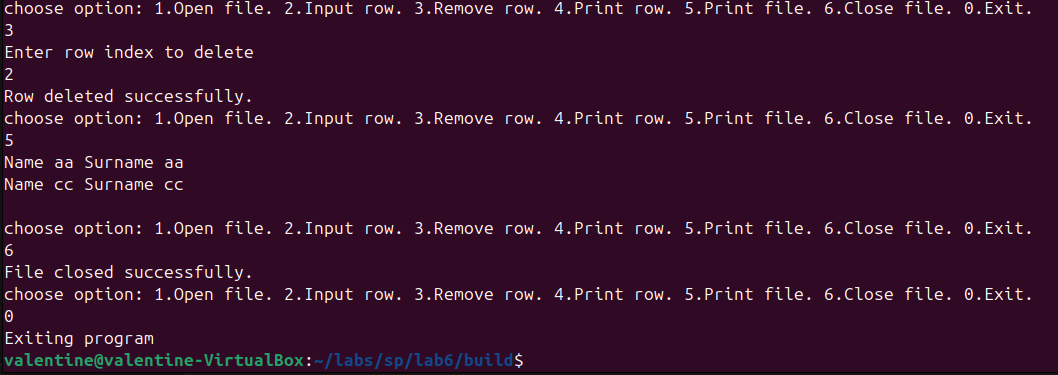 choose option: 1.Open file. 2.Input row. 3.Remove row. 4.Print row. 5.Print file. 6.Close file. 0.Exit.
3
Enter row index to delete
2
Row deleted successfully.
choose option: 1.Open file. 2.Input row. 3.Remove row. 4.Print row. 5.Print file. 6.Close file. 0.Exit.
5
Name aa Surname aa
Name cc Surname cc
choose option: 1.Open file. 2.Input row. 3.Remove row. 4.Print row. 5.Print file. 6.Close file. 0.Exit.
6
File closed successfully.
choose option: 1.Open file. 2.Input row. 3.Remove row. 4.Print row. 5.Print file. 6.Close file. 0.Exit.
0
Exiting program
valentine@valentine-VirtualBox:~/labs/sp/lab6/build$